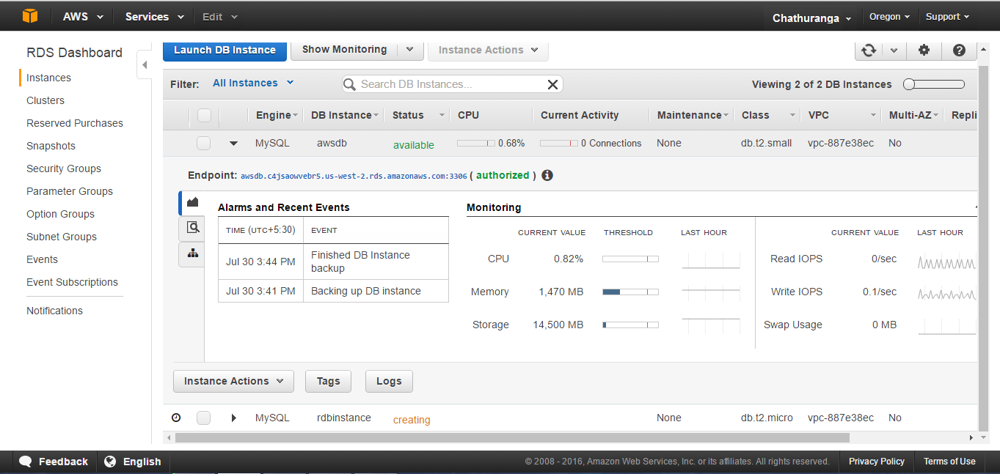 AWS Services Edit Chathuranga Oregon Support
RDS Dashboard
Instances
Clusters
Reserved Purchases
Snapshots
Security Groups
Parameter Groups
Option Groups
Subnet Groups
Events
Event Subscriptions
Notifications
Launch DB Instance Show Monitoring Instance Actions
Filter: All Instances Search DB Instances... Viewing 2 of 2 DB Instances
Engine DB Instance Status CPU Current Activity Maintenance Class VPC Multi-AZ Repli
MySQL awsdb available 0.68% 0 Connections None db.t2.small vpc-887e38ec No
Endpoint: awsdb.c4jsaowvebr5.us-west-2.rds.amazonaws.com:3306 ( authorized )
Alarms and Recent Events
TIME (UTC+5:30) EVENT
Jul 30 3:44 PM Finished DB Instance
backup
Jul 30 3:41 PM Backing up DB instance
Monitoring
CURRENT VALUE THRESHOLD LAST HOUR CURRENT VALUE LAST HOUR
CPU 0.82% Read IOPS 0/sec
Memory 1,470 MB Write IOPS 0.1/sec
Storage 14,500 MB Swap Usage 0 MB
Instance Actions Tags Logs
MySQL rdbinstance creating None db.t2.micro vpc-887e38ec No
Feedback English © 2008 - 2016, Amazon Web Services, Inc. or its affiliates. All rights reserved. Privacy Policy Terms of Use